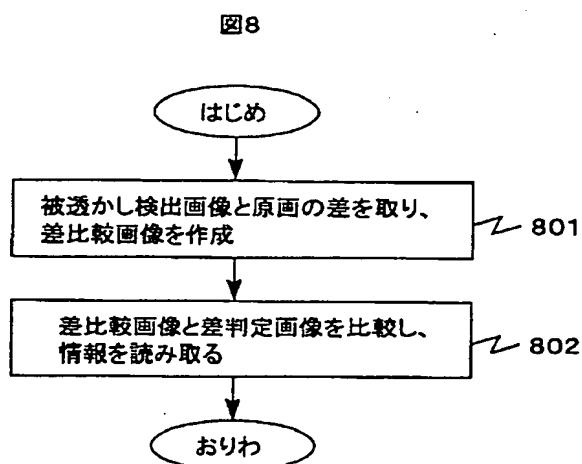 図8
はじめ
被透かし検出画像と原画の差を取り、
差比較画像を作成
801
差比較画像と差判定画像を比較し、
情報を読み取る
802
おりわ